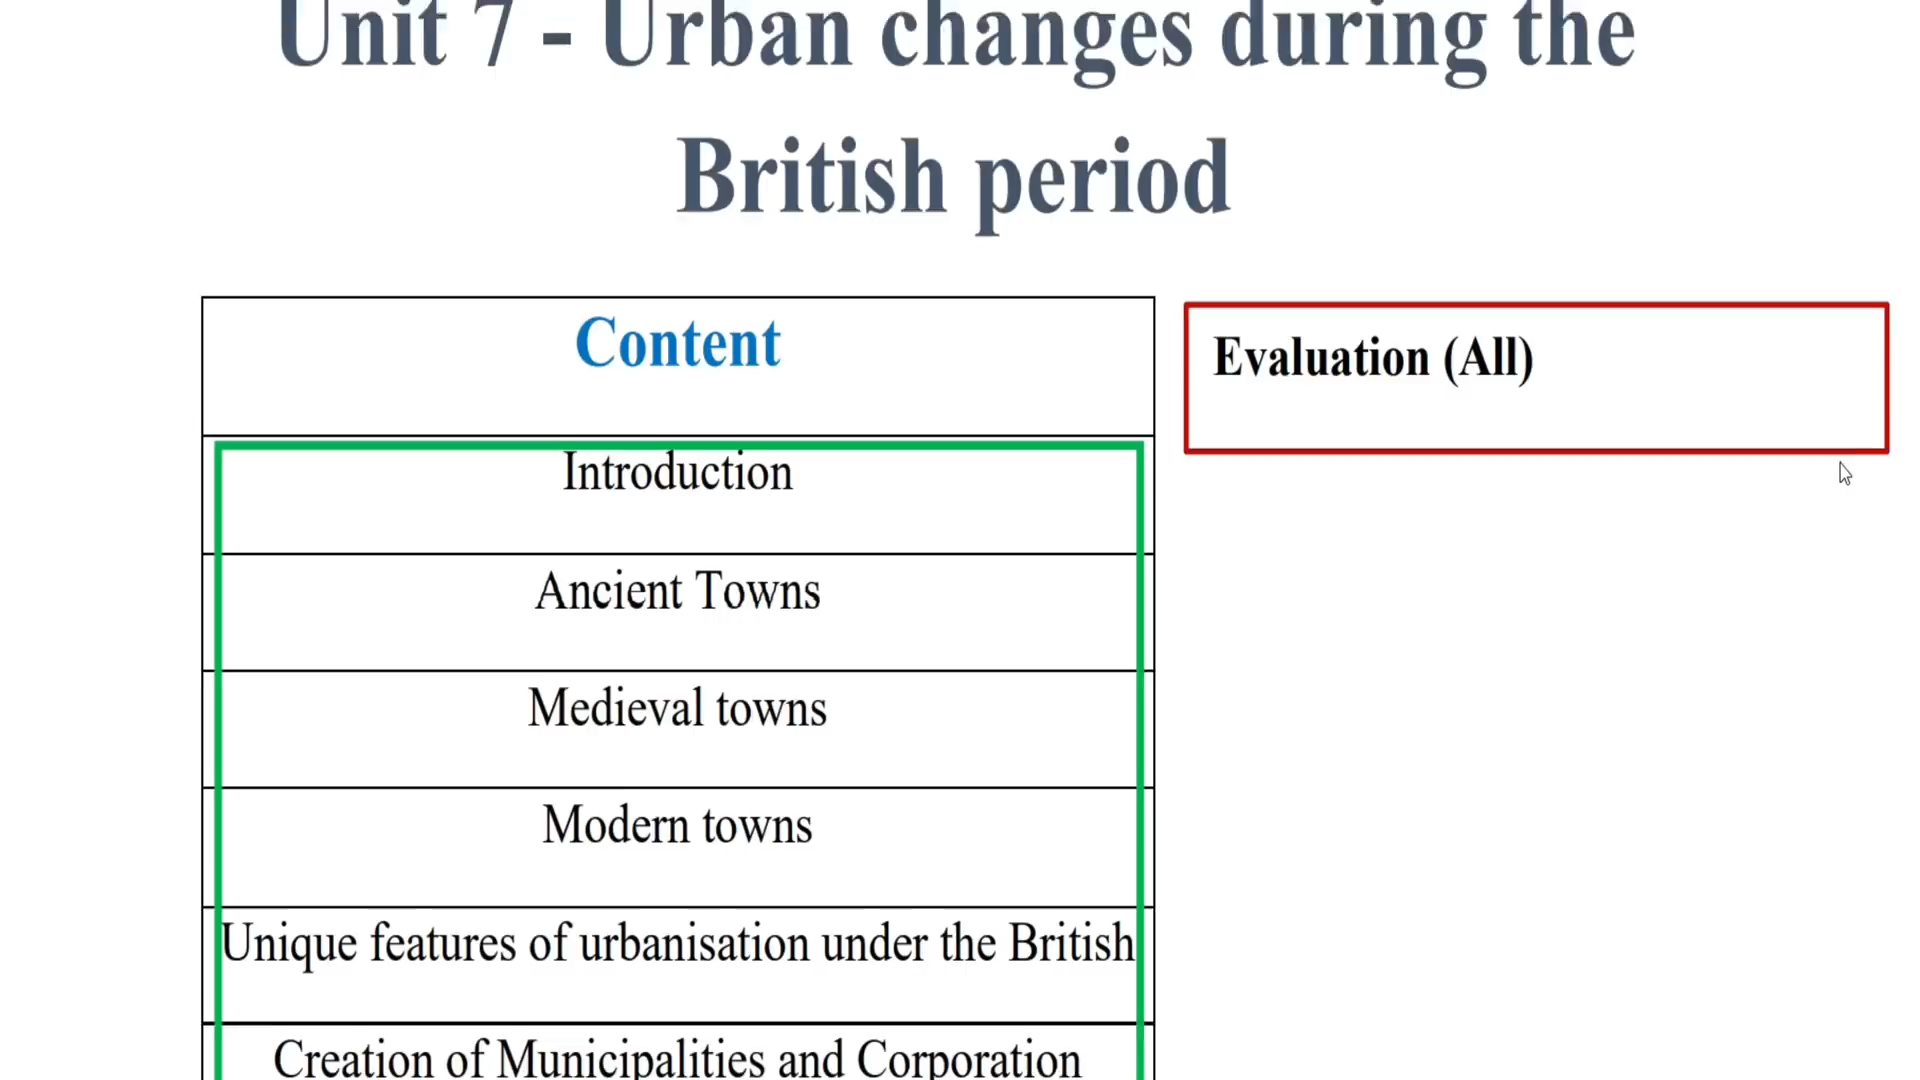 Unit 7 - Urban changes during the
British period
Content
Evaluation (All)
Introduction
Ancient Towns
Medieval towns
Modern towns
Unique features of urbanisation under the British
Creation of Municipalities and Corporation